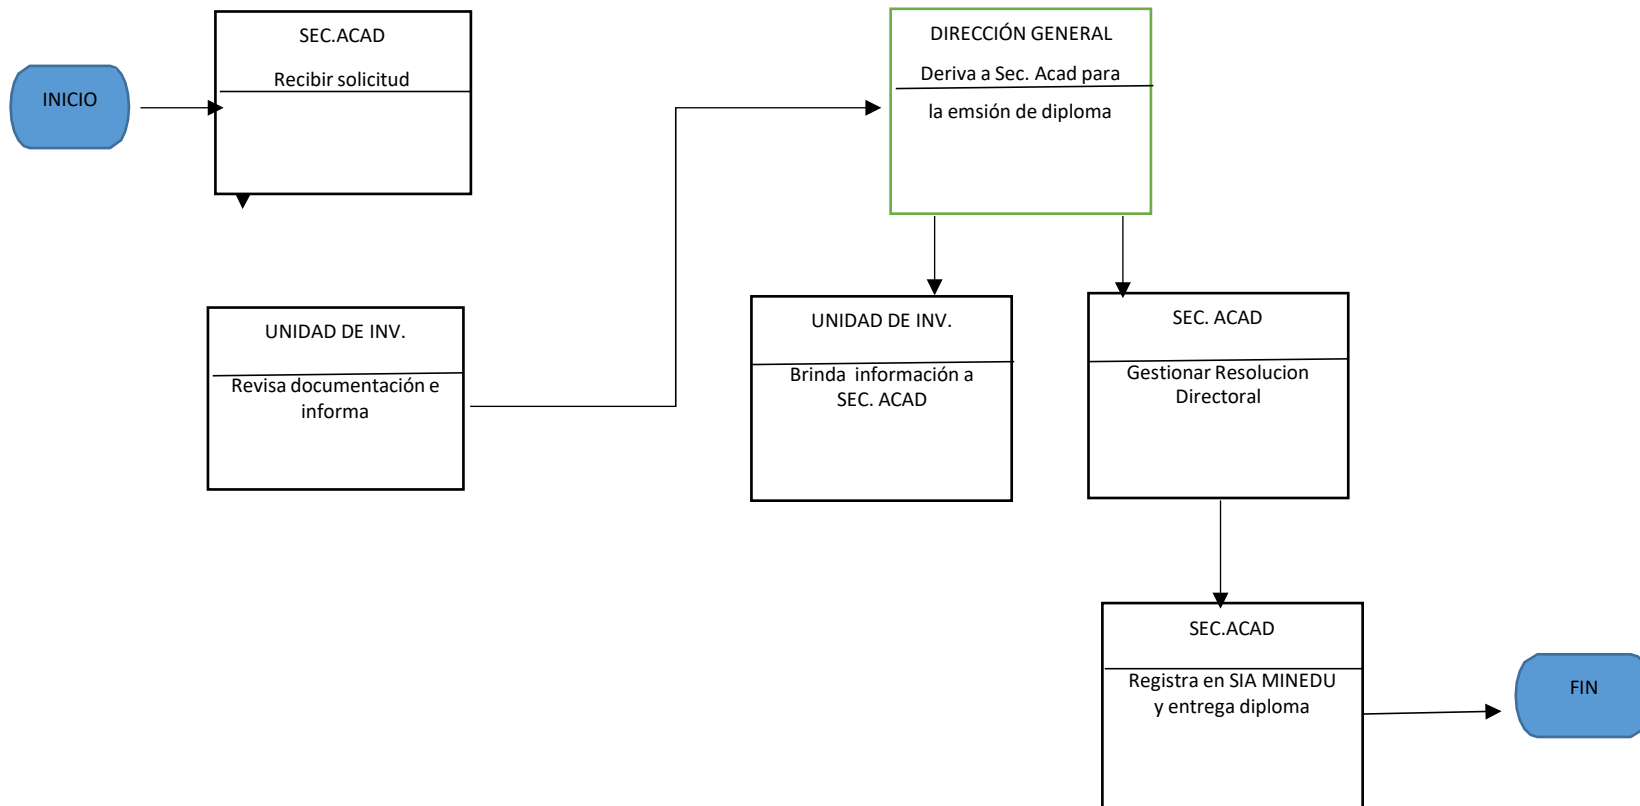 INICIO
SEC.ACAD
Recibir solicitud
DIRECCIÓN GENERAL
Deriva a Sec. Acad para
la emsión de diploma
UNIDAD DE INV.
Revisa documentación e
informa
UNIDAD DE INV.
Brinda  información a
SEC. ACAD
SEC. ACAD
Gestionar Resolucion
Directoral
SEC.ACAD
Registra en SIA MINEDU
y entrega diploma
FIN